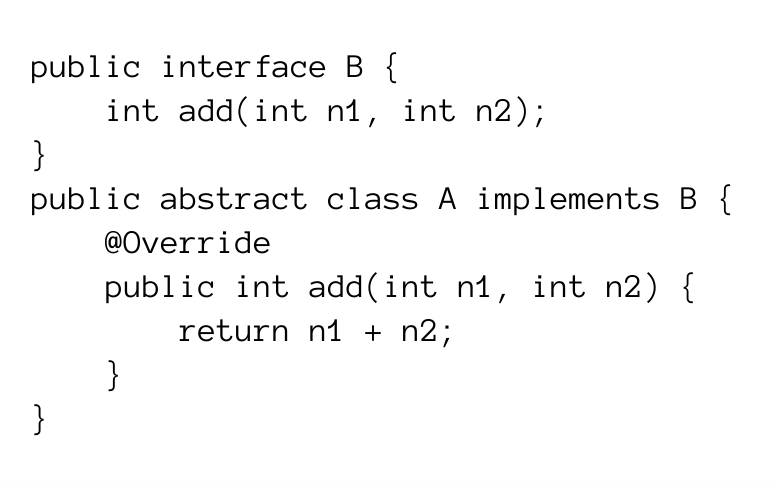 public interface B {
    int add(int n1, int n2);
}
public abstract class A implements B {
    @Override
    public int add(int n1, int n2) {
        return n1 + n2;
    }
}